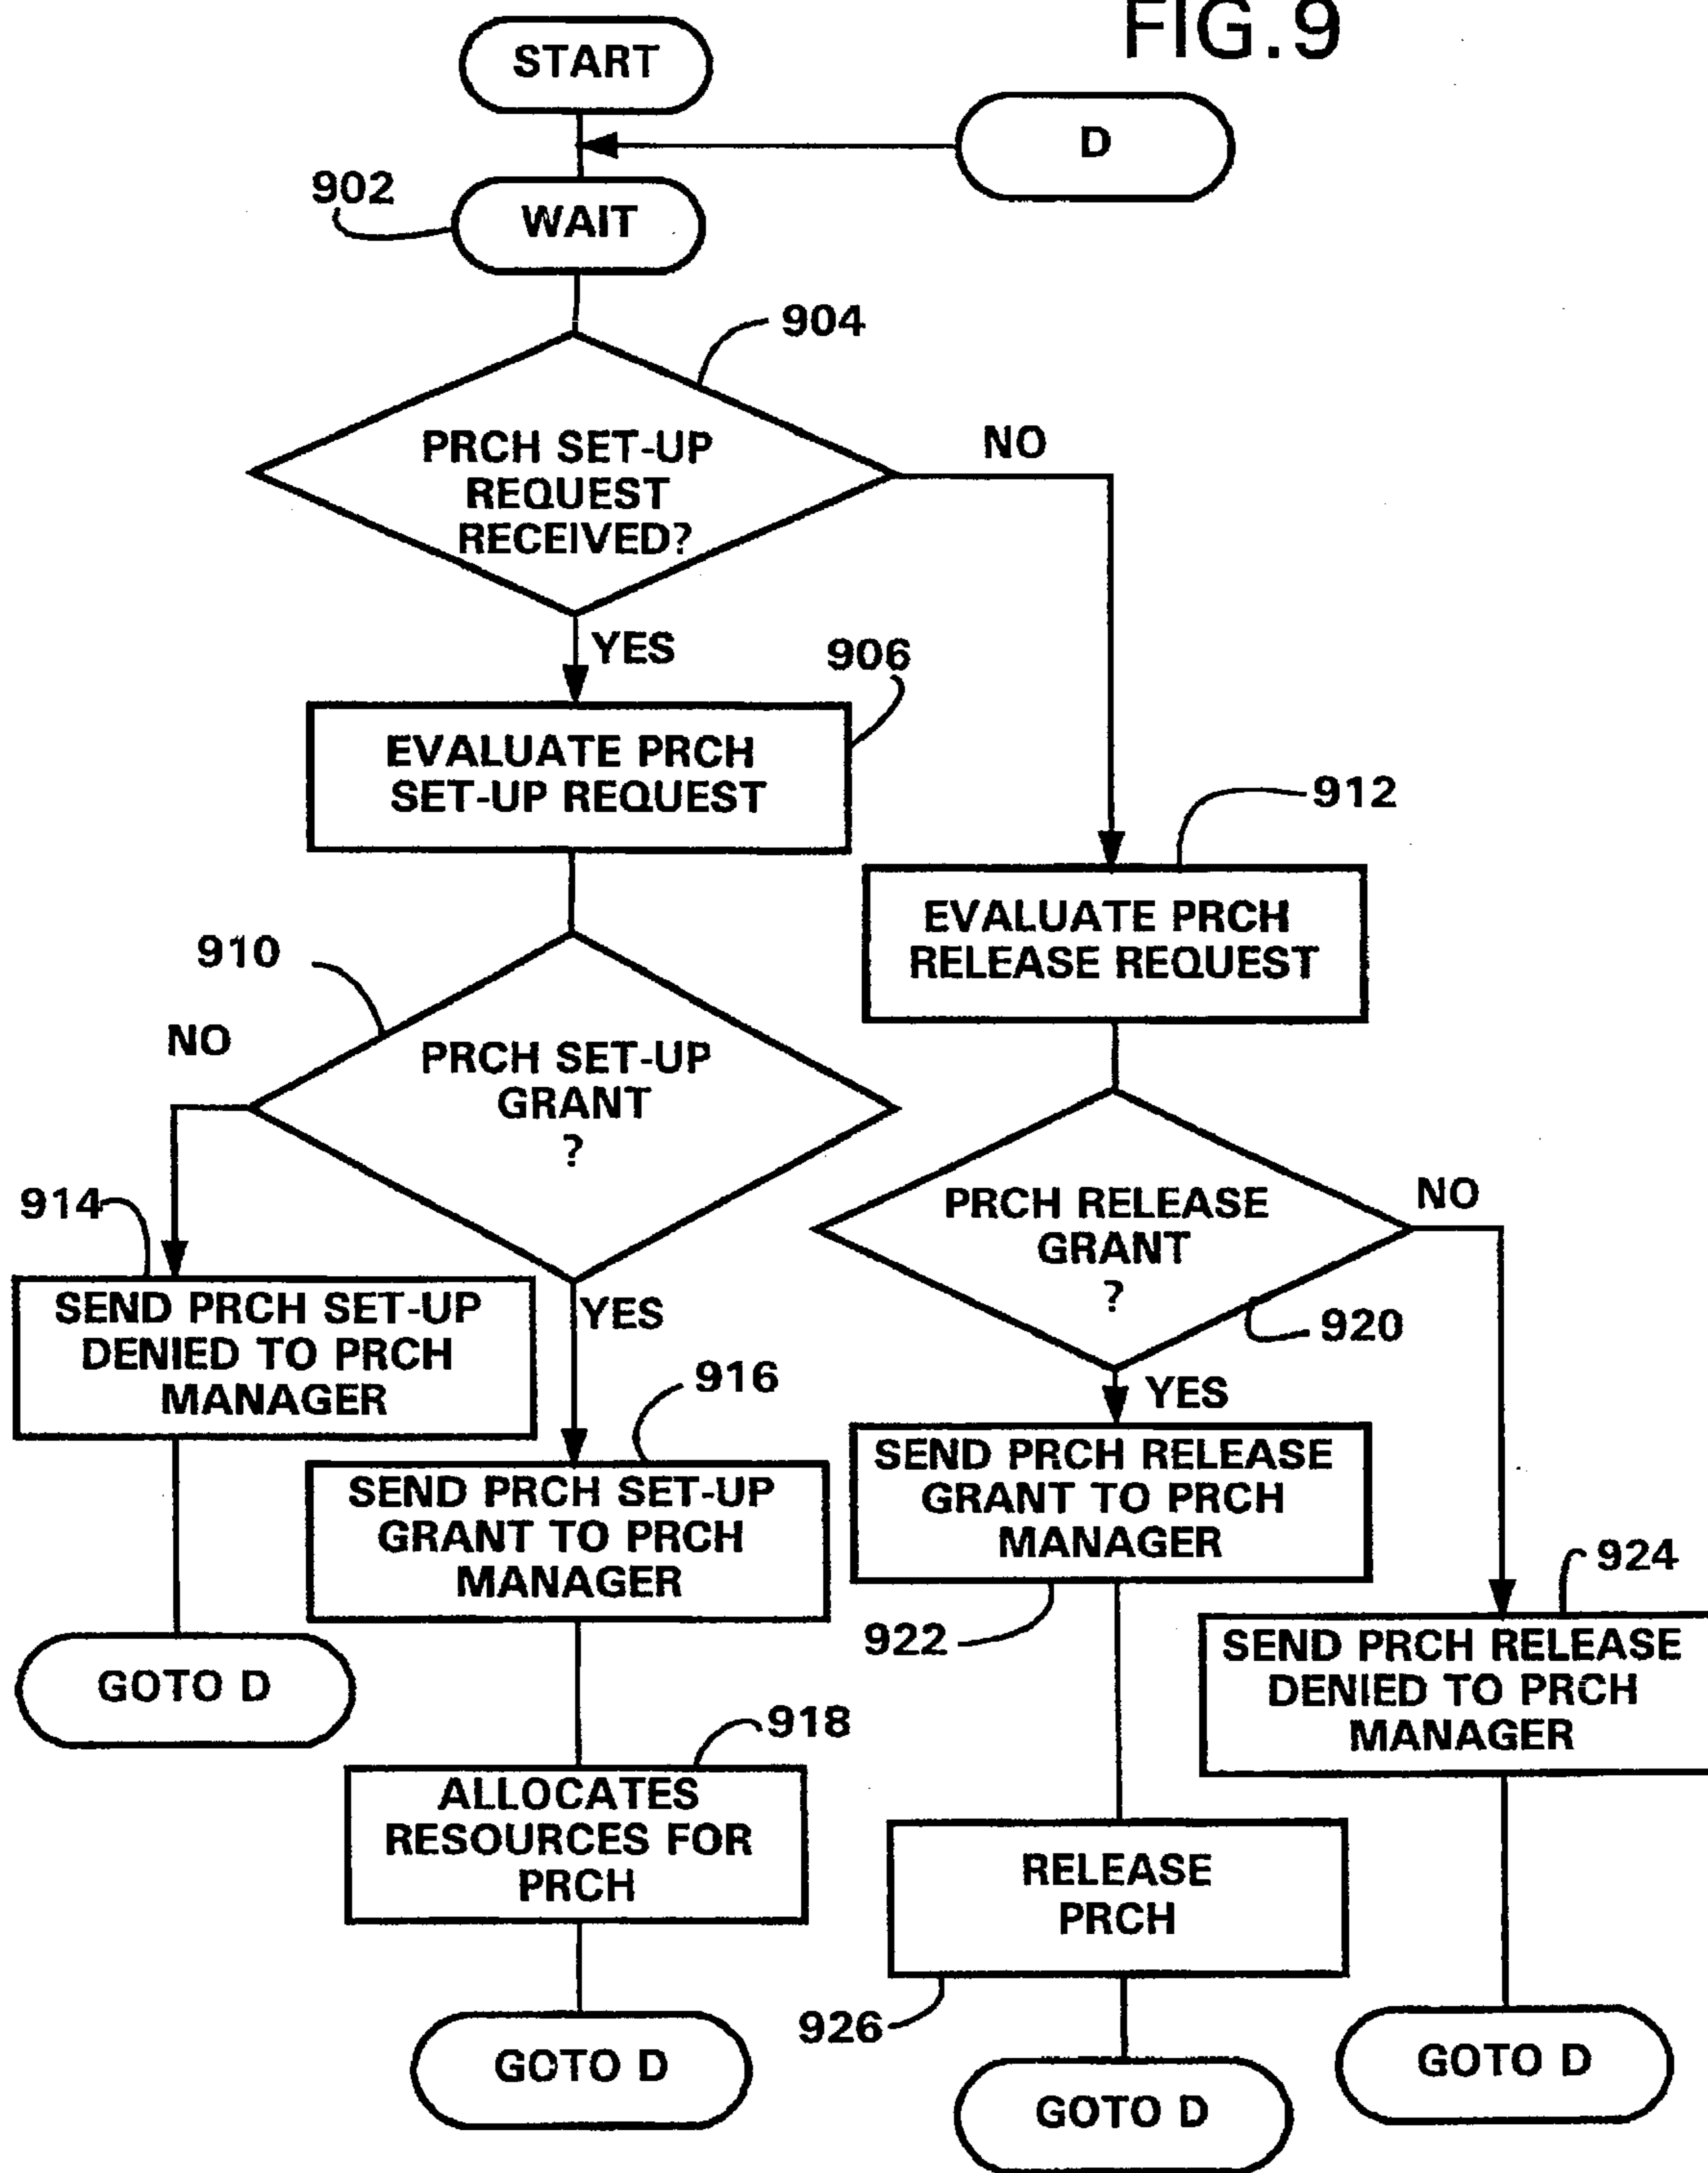 FIG. 9
START
D
902
WAIT
904
PRCH SET-UP
REQUEST
RECEIVED?
NO
YES
906
EVALUATE PRCH
SET-UP REQUEST
912
EVALUATE PRCH
RELEASE REQUEST
910
NO
PRCH SET-UP
GRANT
?
914
SEND PRCH SET-UP
DENIED TO PRCH
MANAGER
YES
PRCH RELEASE
GRANT
?
NO
920
YES
916
SEND PRCH SET-UP
GRANT TO PRCH
MANAGER
SEND PRCH RELEASE
GRANT TO PRCH
MANAGER
922
924
SEND PRCH RELEASE
DENIED TO PRCH
MANAGER
GOTO D
918
ALLOCATES
RESOURCES FOR
PRCH
RELEASE
PRCH
926
GOTO D
GOTO D
GOTO D